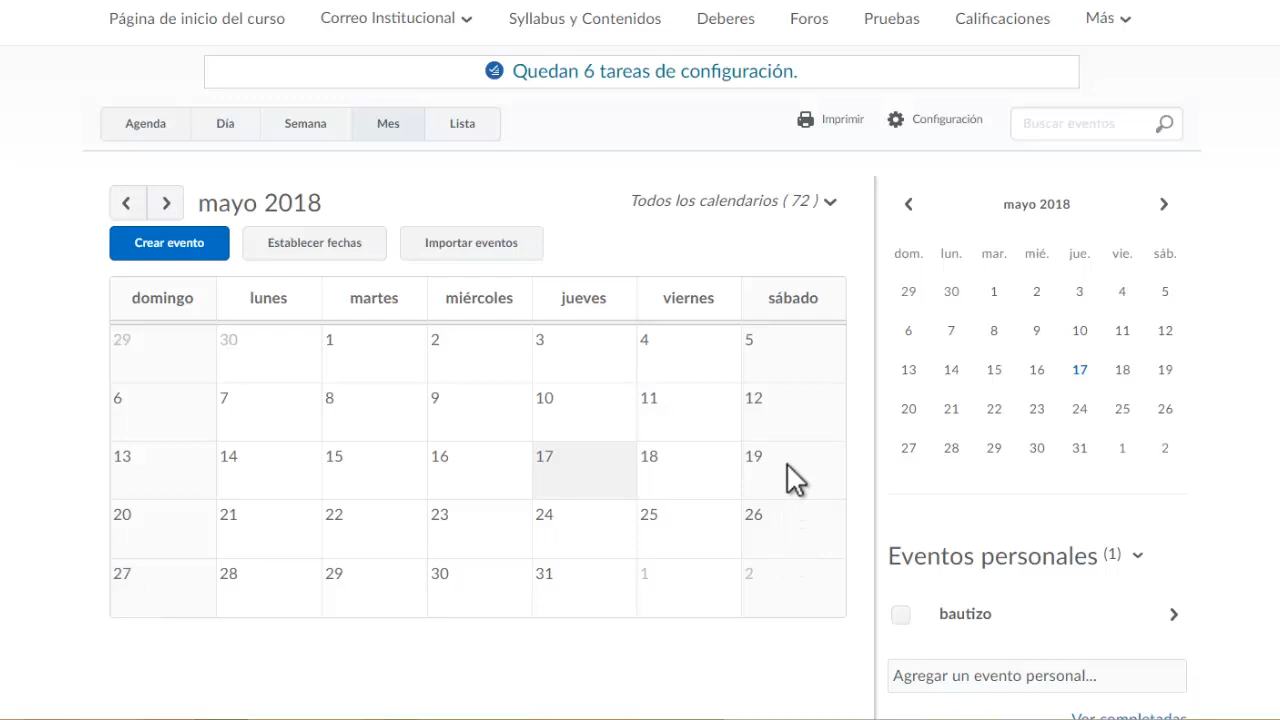 Página de inicio del curso Correo Institucional Syllabus y Contenidos Deberes Foros Pruebas Calificaciones Más
Quedan 6 tareas de configuración.
Agenda Día Semana Mes Lista Imprimir Configuración Buscar eventos
mayo 2018 Todos los calendarios ( 72 )
Crear evento Establecer fechas Importar eventos
domingo lunes martes miércoles jueves viernes sábado
29 30 1 2 3 4 5
6 7 8 9 10 11 12
13 14 15 16 17 18 19
20 21 22 23 24 25 26
27 28 29 30 31 1 2
mayo 2018
dom. lun. mar. mié. jue. vie. sáb.
29 30 1 2 3 4 5
6 7 8 9 10 11 12
13 14 15 16 17 18 19
20 21 22 23 24 25 26
27 28 29 30 31 1 2
Eventos personales (1)
bautizo
Agregar un evento personal...
Ver completadas